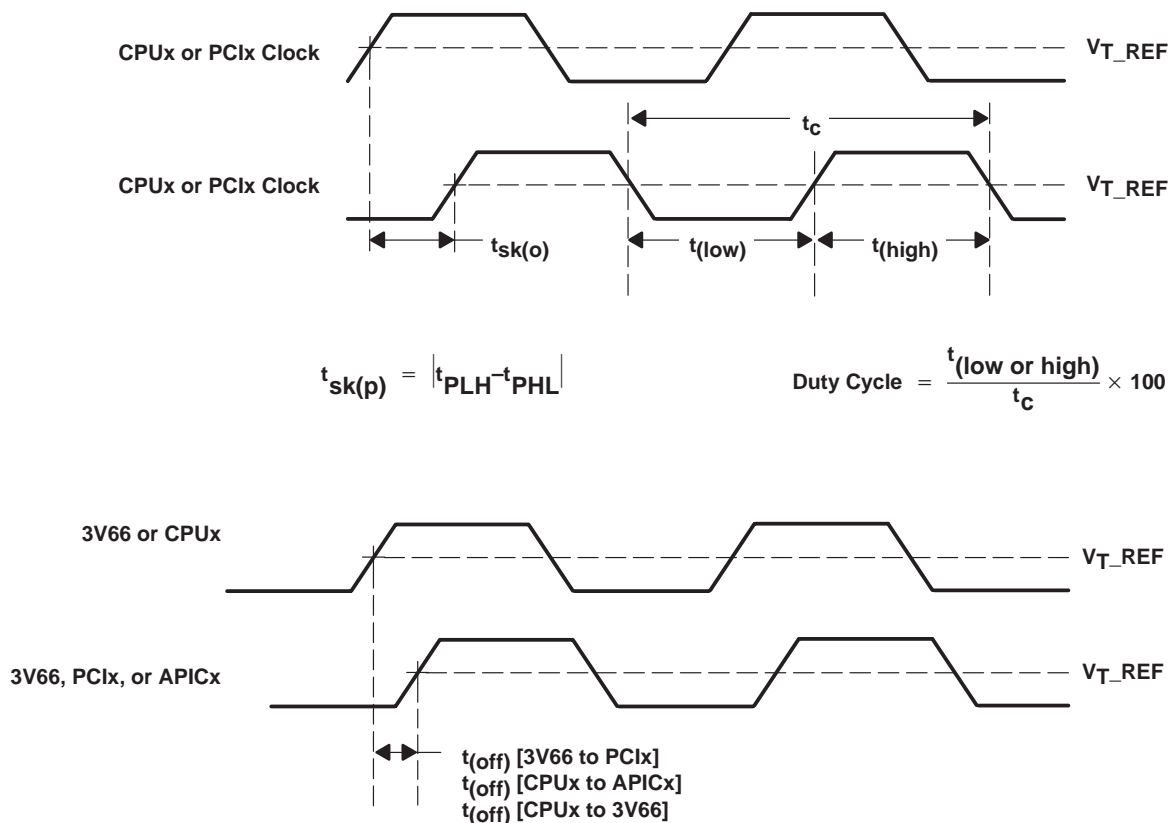 CPUx or PCIx Clock
VT_REF
tc
CPUx or PCIx Clock
VT_REF
tsk(o)
t(low)
t(high)
tsk(p) = |tPLH–tPHL|
Duty Cycle = t(low or high) / tc × 100
3V66 or CPUx
VT_REF
3V66, PCIx, or APICx
VT_REF
t(off) [3V66 to PCIx]
t(off) [CPUx to APICx]
t(off) [CPUx to 3V66]